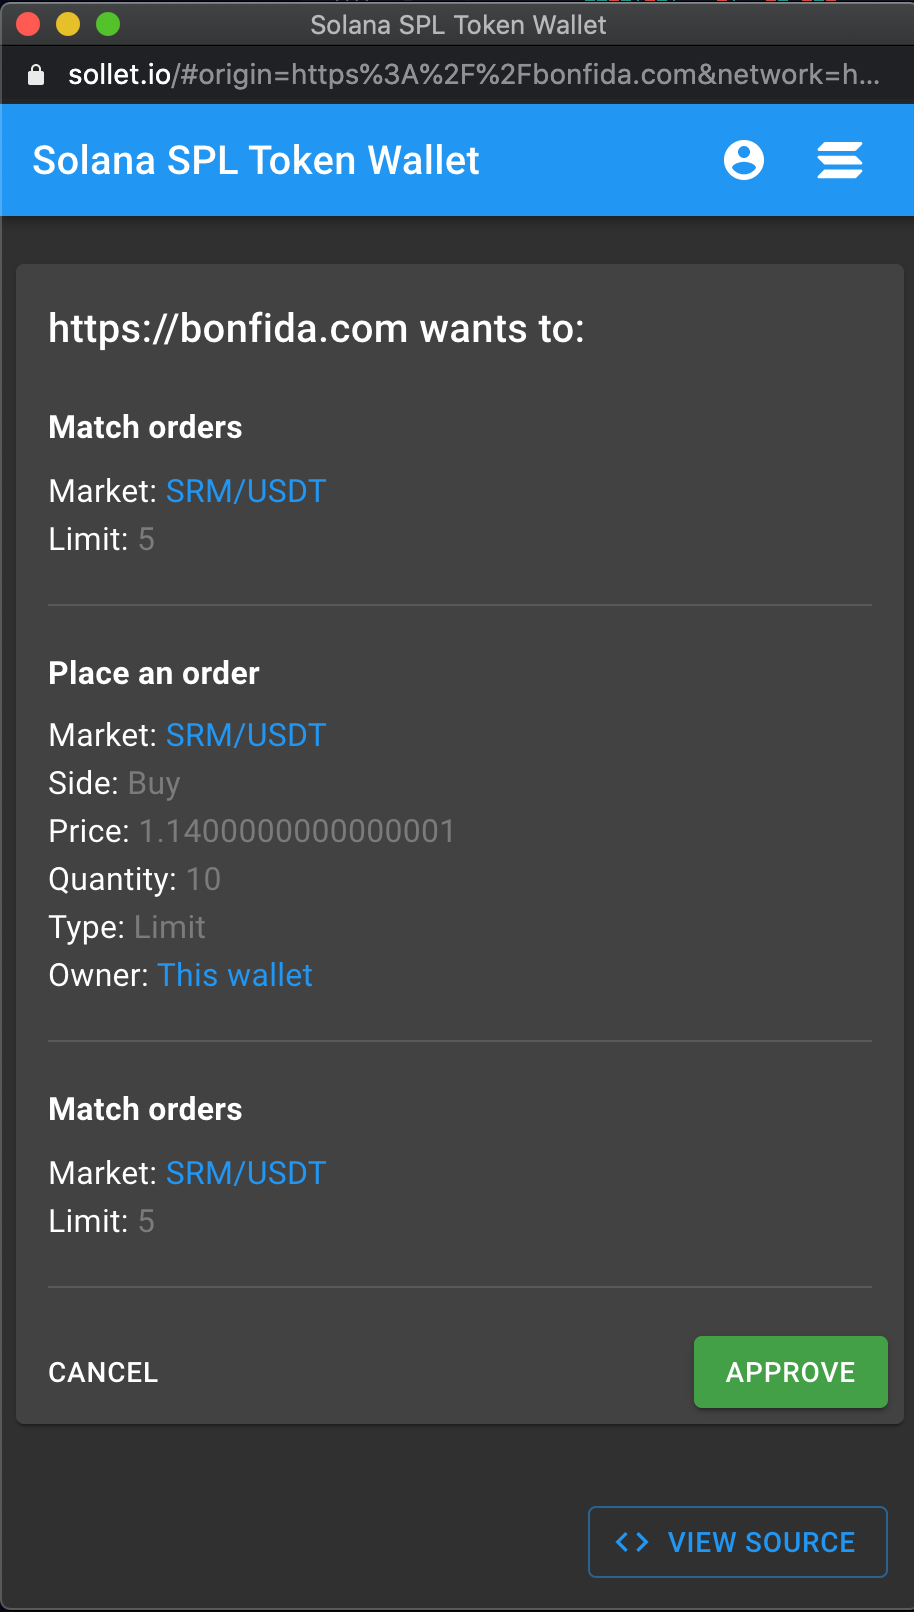 Solana SPL Token Wallet
sollet.io/#origin=https%3A%2F%2Fbonfida.com&network=h...
Solana SPL Token Wallet
https://bonfida.com wants to:
Match orders
Market: SRM/USDT
Limit: 5
Place an order
Market: SRM/USDT
Side: Buy
Price: 1.1400000000000001
Quantity: 10
Type: Limit
Owner: This wallet
Match orders
Market: SRM/USDT
Limit: 5
CANCEL
APPROVE
<> VIEW SOURCE